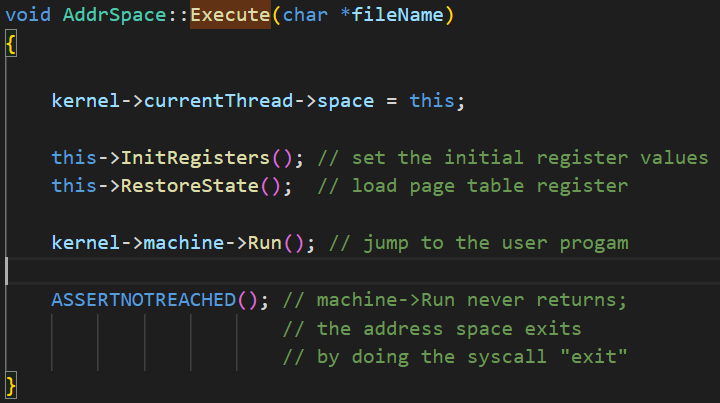 void AddrSpace::Execute(char *fileName)
{
kernel->currentThread->space = this;
this->InitRegisters(); // set the initial register values
this->RestoreState();  // load page table register
kernel->machine->Run(); // jump to the user progam
ASSERTNOTREACHED(); // machine->Run never returns;
// the address space exits
// by doing the syscall "exit"
}